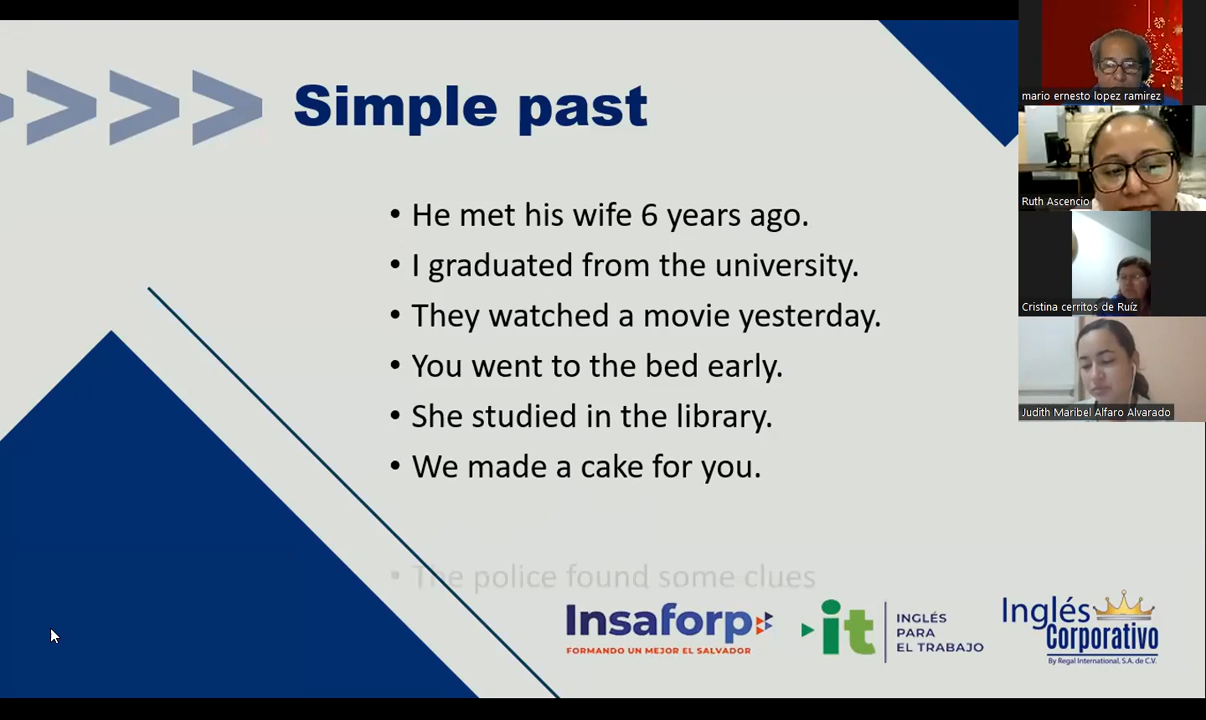 Simple past
• He met his wife 6 years ago.
• I graduated from the university.
• They watched a movie yesterday.
• You went to the bed early.
• She studied in the library.
• We made a cake for you.
• The police found some clues
Insaforp
FORMANDO UN MEJOR EL SALVADOR
it
INGLÉS
PARA
EL TRABAJO
Inglés
Corporativo
By Regal International, S.A. de C.V.
mario ernesto lopez ramirez
Ruth Ascencio
Cristina cerritos de Ruíz
Judith Maribel Alfaro Alvarado